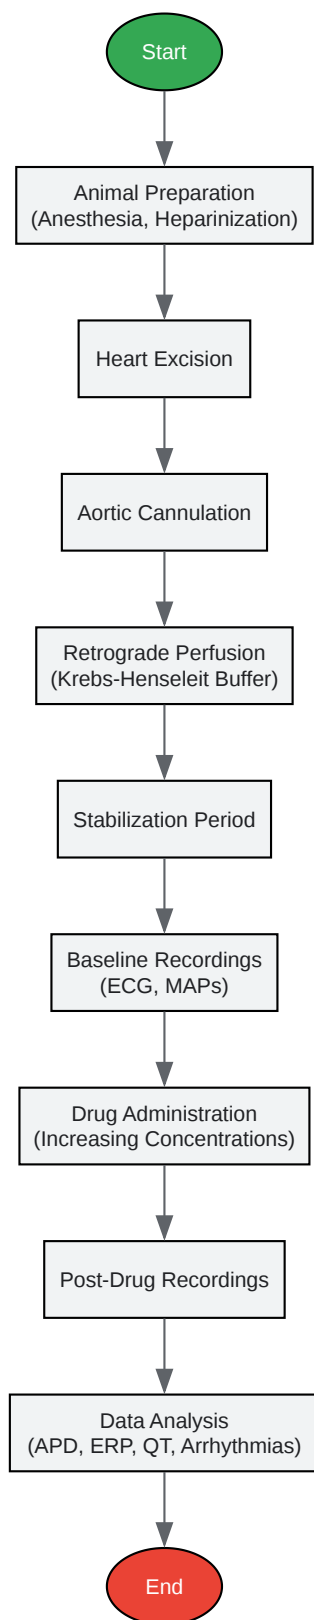 Start
Animal Preparation
(Anesthesia, Heparinization)
Heart Excision
Aortic Cannulation
Retrograde Perfusion
(Krebs-Henseleit Buffer)
Stabilization Period
Baseline Recordings
(ECG, MAPs)
Drug Administration
(Increasing Concentrations)
Post-Drug Recordings
Data Analysis
(APD, ERP, QT, Arrhythmias)
End